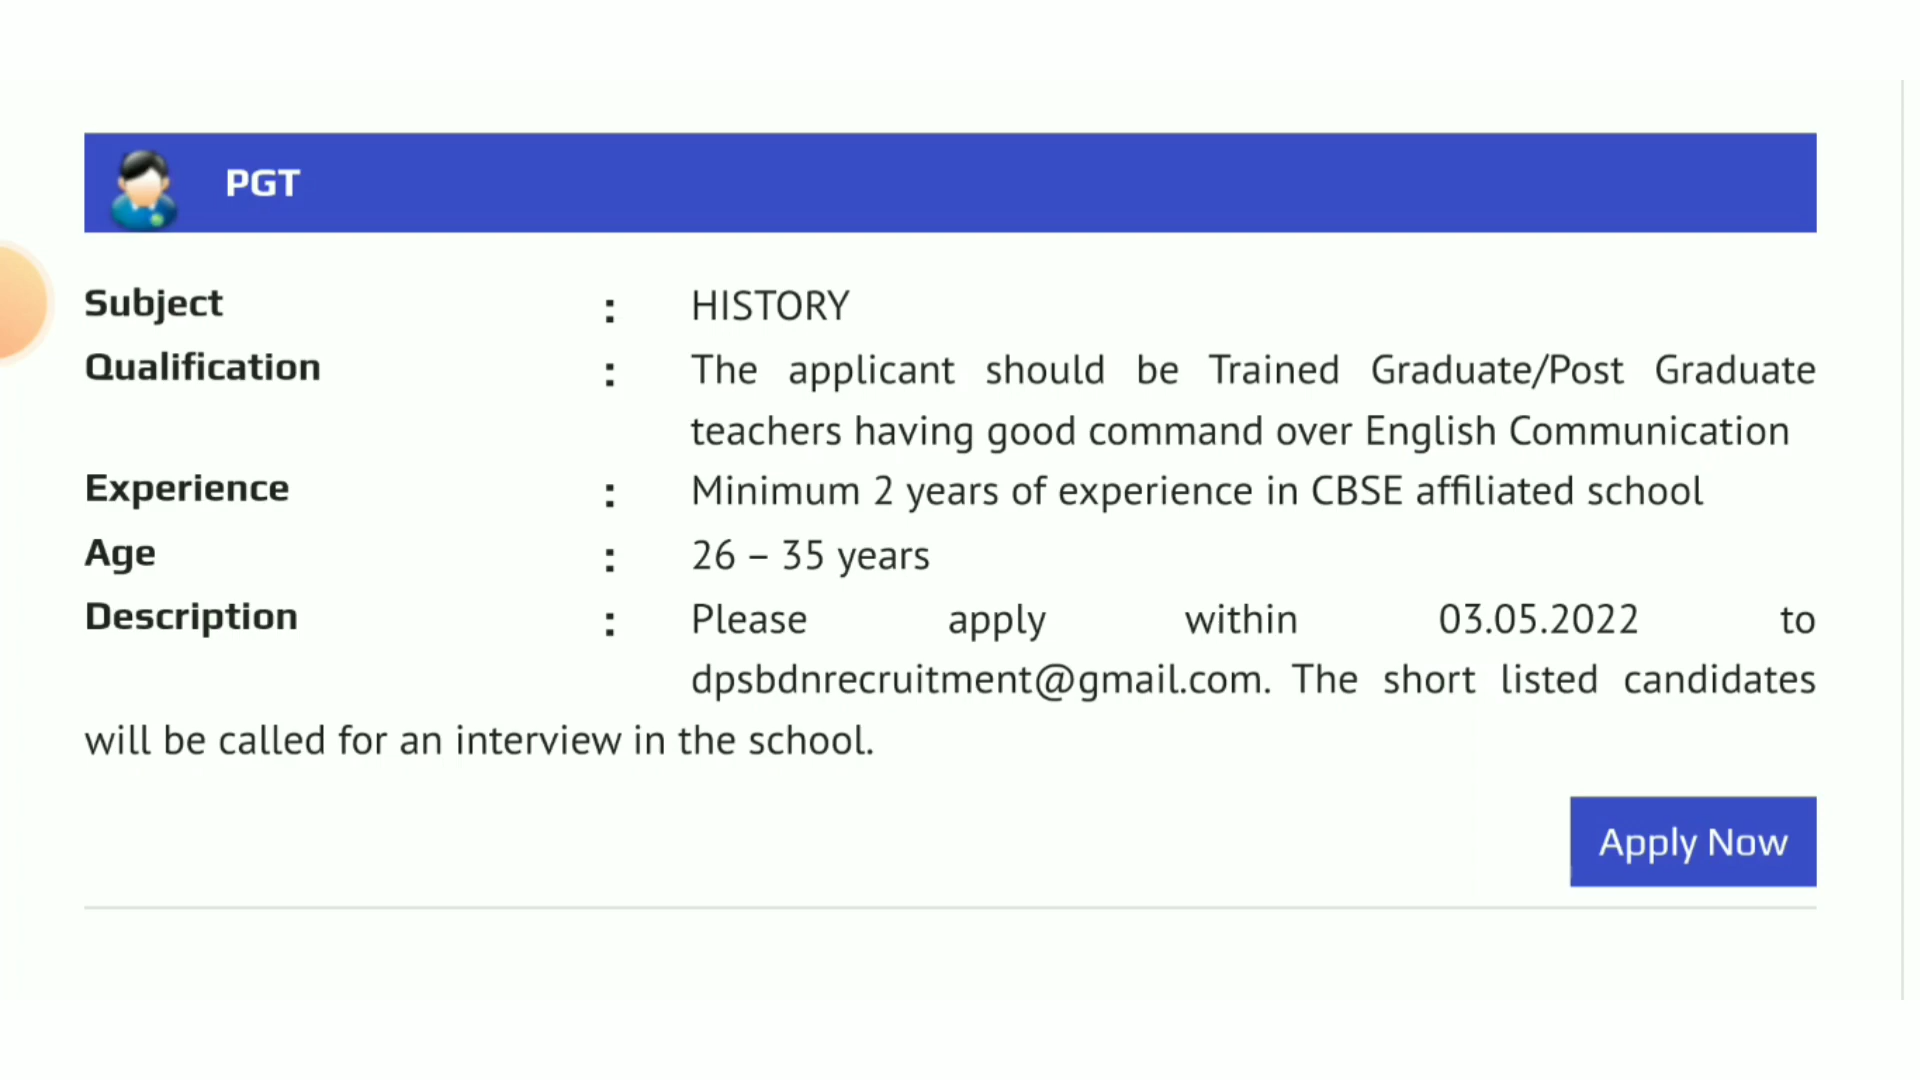 PGT
Subject : HISTORY
Qualification : The applicant should be Trained Graduate/Post Graduate
teachers having good command over English Communication
Experience : Minimum 2 years of experience in CBSE affiliated school
Age : 26 – 35 years
Description : Please apply within 03.05.2022 to
dpsbdnrecruitment@gmail.com. The short listed candidates
will be called for an interview in the school.
Apply Now